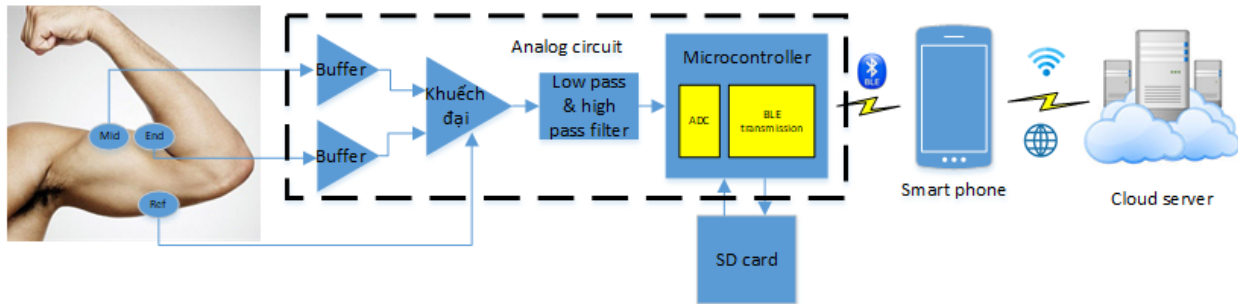 Mid
End
Ref
Buffer
Buffer
Khuếch
đại
Analog circuit
Low pass
& high
pass filter
Microcontroller
ADC
BLE
transmission
SD card
BLE
Smart phone
Cloud server